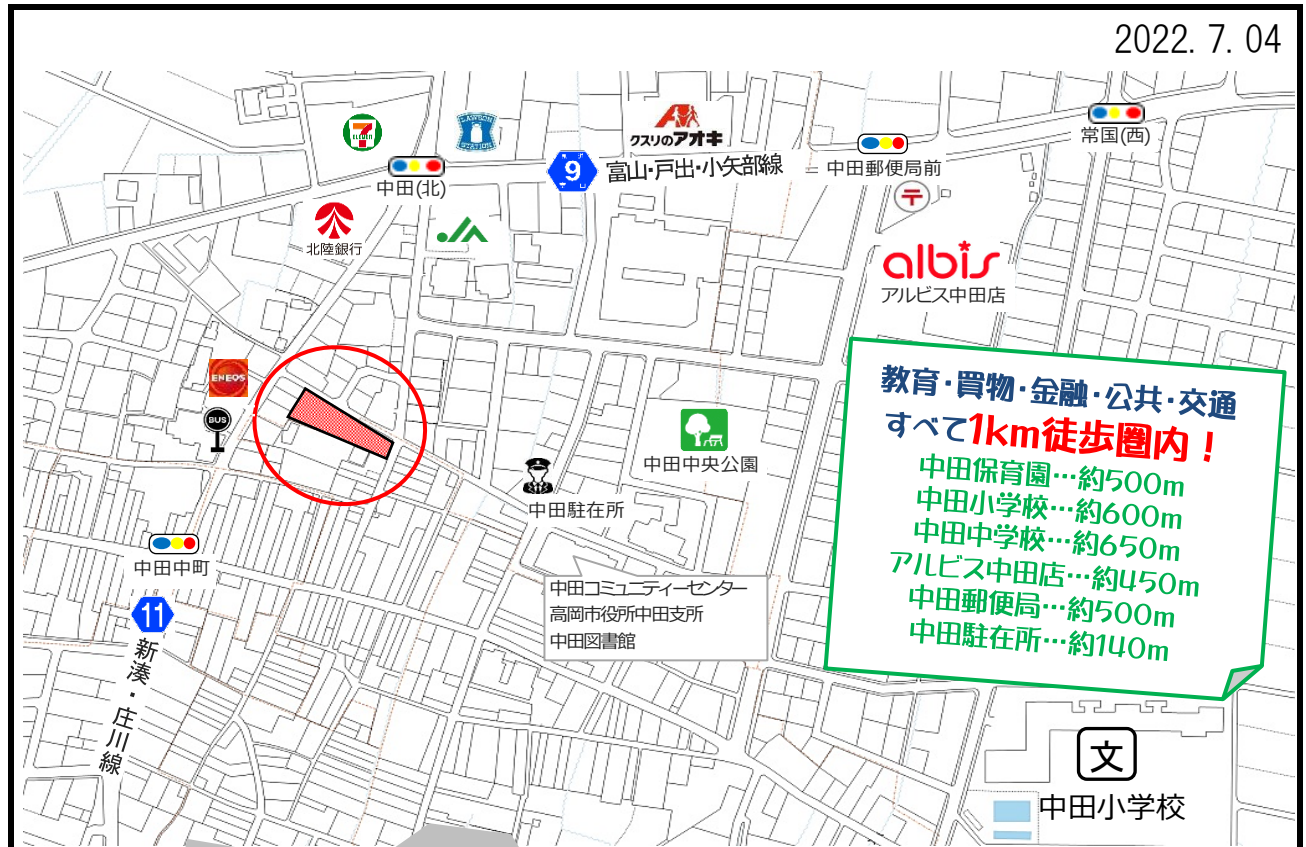 2022. 7. 04
7
ELEVEN
LAWSON
STATION
クスリのアオキ
常国(西)
中田(北)
9
富山・戸出・小矢部線
中田郵便局前
〒
北陸銀行
JA
albis
アルビス中田店
ENEOS
BUS
中田中央公園
中田駐在所
中田中町
11
新湊・庄川線
中田コミュニティーセンター
高岡市役所中田支所
中田図書館
教育・買物・金融・公共・交通
すべて1km徒歩圏内！
中田保育園…約500m
中田小学校…約600m
中田中学校…約650m
アルビス中田店…約450m
中田郵便局…約500m
中田駐在所…約140m
文
中田小学校